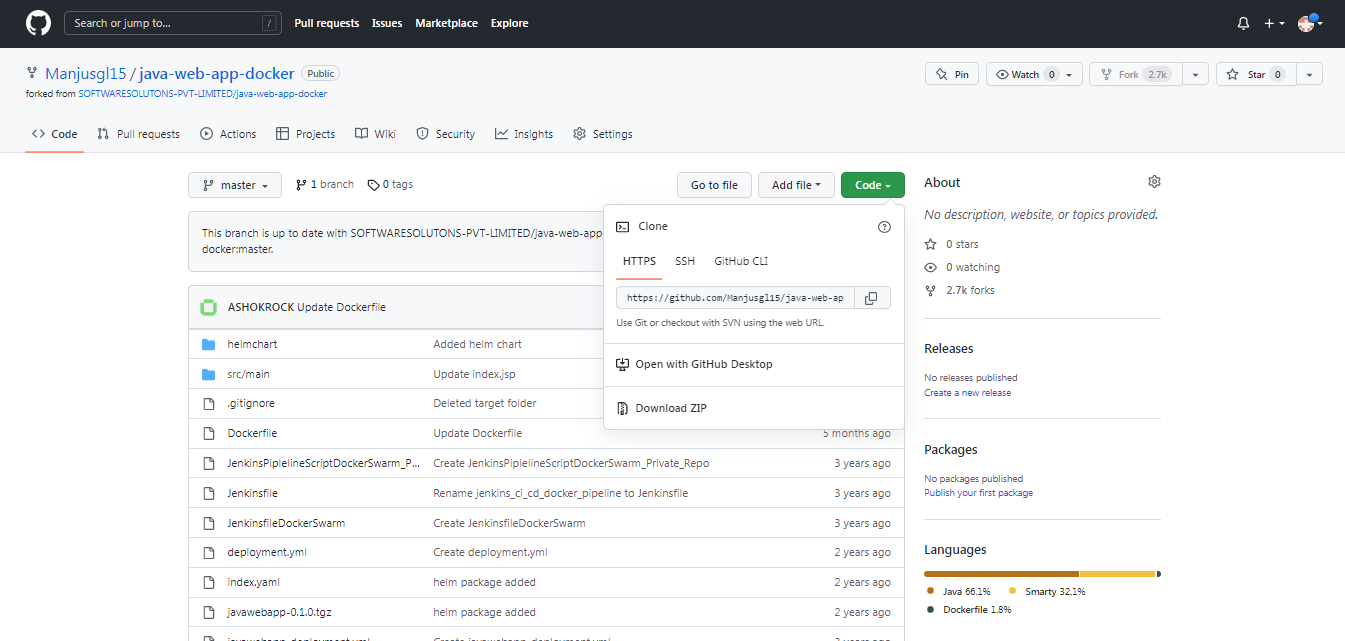 Search or jump to... /
Pull requests Issues Marketplace Explore
Manjusgl15 / java-web-app-docker Public
forked from SOFTWARESOLUTONS-PVT-LIMITED/java-web-app-docker
Pin Watch 0 Fork 2.7k Star 0
Code Pull requests Actions Projects Wiki Security Insights Settings
master 1 branch 0 tags Go to file Add file Code
This branch is up to date with SOFTWARESOLUTONS-PVT-LIMITED/java-web-app
docker:master.
Clone
HTTPS SSH GitHub CLI
https://github.com/Manjusgl15/java-web-ap
Use Git or checkout with SVN using the web URL.
Open with GitHub Desktop
Download ZIP
ASHOKROCK Update Dockerfile
helmchart Added helm chart
src/main Update index.jsp
.gitignore Deleted target folder
Dockerfile Update Dockerfile 5 months ago
JenkinsPiplelineScriptDockerSwarm_P... Create JenkinsPiplelineScriptDockerSwarm_Private_Repo 3 years ago
Jenkinsfile Rename jenkins_ci_cd_docker_pipeline to Jenkinsfile 3 years ago
JenkinsfileDockerSwarm Create JenkinsfileDockerSwarm 3 years ago
deployment.yml Create deployment.yml 2 years ago
index.yaml helm package added 2 years ago
javawebapp-0.1.0.tgz helm package added 2 years ago
About
No description, website, or topics provided.
0 stars
0 watching
2.7k forks
Releases
No releases published
Create a new release
Packages
No packages published
Publish your first package
Languages
Java 66.1% Smarty 32.1%
Dockerfile 1.8%